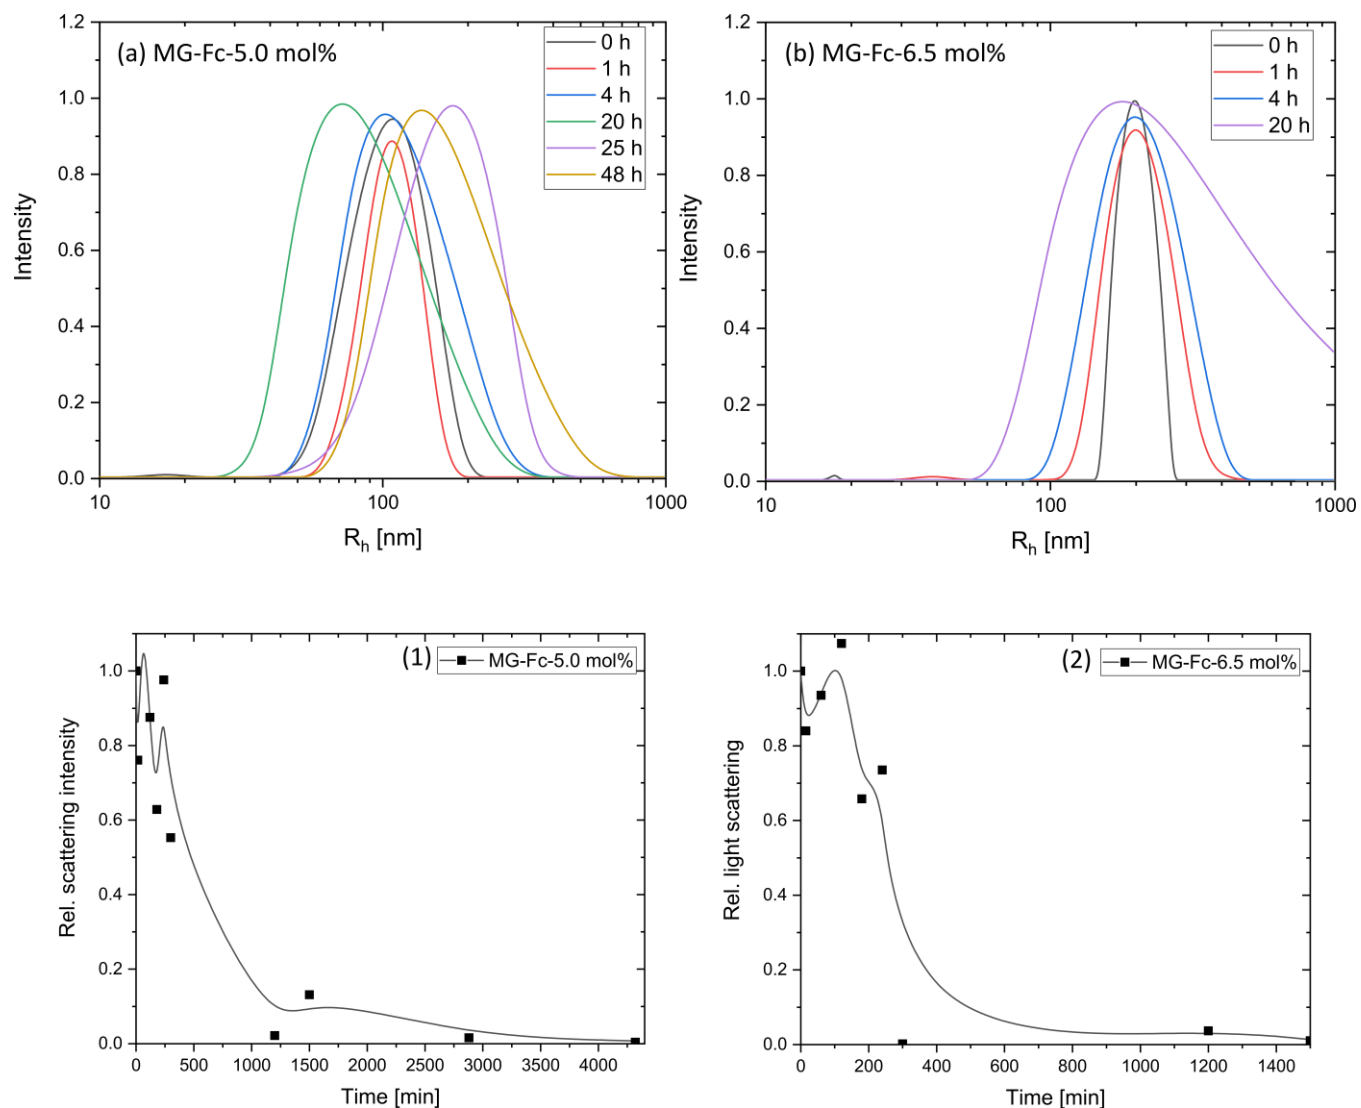 (a) MG-Fc-5.0 mol%
0 h
1 h
4 h
20 h
25 h
48 h
1.2
1.0
0.8
0.6
0.4
0.2
0.0
Intensity
10
100
1000
R_h [nm]
(b) MG-Fc-6.5 mol%
0 h
1 h
4 h
20 h
1.2
1.0
0.8
0.6
0.4
0.2
0.0
Intensity
10
100
1000
R_h [nm]
(1)
MG-Fc-5.0 mol%
1.0
0.8
0.6
0.4
0.2
0.0
Rel. scattering intensity
0
500
1000
1500
2000
2500
3000
3500
4000
Time [min]
(2)
MG-Fc-6.5 mol%
1.0
0.8
0.6
0.4
0.2
0.0
Rel. light scattering
0
200
400
600
800
1000
1200
1400
Time [min]